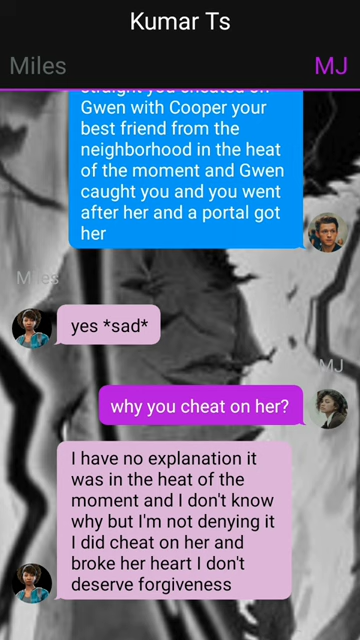 Kumar Ts
Miles
MJ
straight you cheated on
Gwen with Cooper your
best friend from the
neighborhood in the heat
of the moment and Gwen
caught you and you went
after her and a portal got
her
Miles
yes *sad*
MJ
why you cheat on her?
I have no explanation it
was in the heat of the
moment and I don't know
why but I'm not denying it
I did cheat on her and
broke her heart I don't
deserve forgiveness